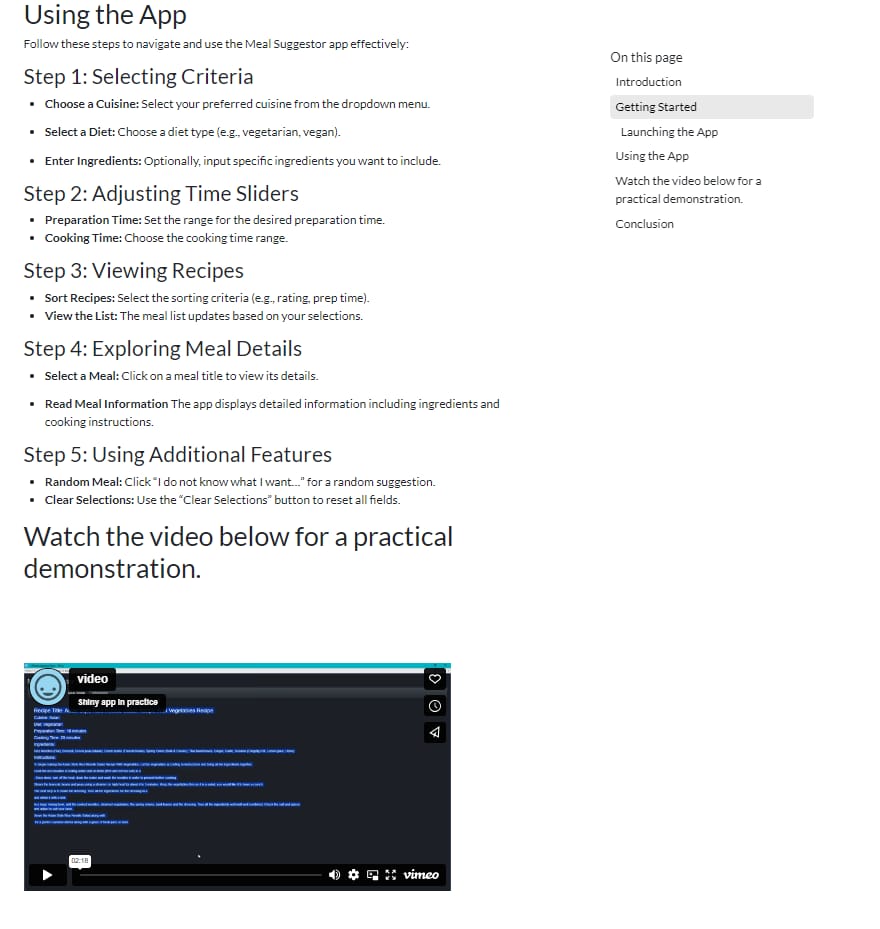 Using the App
Follow these steps to navigate and use the Meal Suggestor app effectively:
Step 1: Selecting Criteria
• Choose a Cuisine: Select your preferred cuisine from the dropdown menu.
• Select a Diet: Choose a diet type (e.g., vegetarian, vegan).
• Enter Ingredients: Optionally, input specific ingredients you want to include.
Step 2: Adjusting Time Sliders
• Preparation Time: Set the range for the desired preparation time.
• Cooking Time: Choose the cooking time range.
Step 3: Viewing Recipes
• Sort Recipes: Select the sorting criteria (e.g., rating, prep time).
• View the List: The meal list updates based on your selections.
Step 4: Exploring Meal Details
• Select a Meal: Click on a meal title to view its details.
• Read Meal Information The app displays detailed information including ingredients and
cooking instructions.
Step 5: Using Additional Features
• Random Meal: Click “I do not know what I want…” for a random suggestion.
• Clear Selections: Use the “Clear Selections” button to reset all fields.
Watch the video below for a practical
demonstration.
On this page
Introduction
Getting Started
Launching the App
Using the App
Watch the video below for a
practical demonstration.
Conclusion
video
Shiny app in practice
Recipe Title: Vegetables Recipe
Cuisine: Asian
Diet: Vegetarian
Preparation Time: 10 minutes
Cooking Time: 20 minutes
Ingredients:
Instructions:
02:18
vimeo